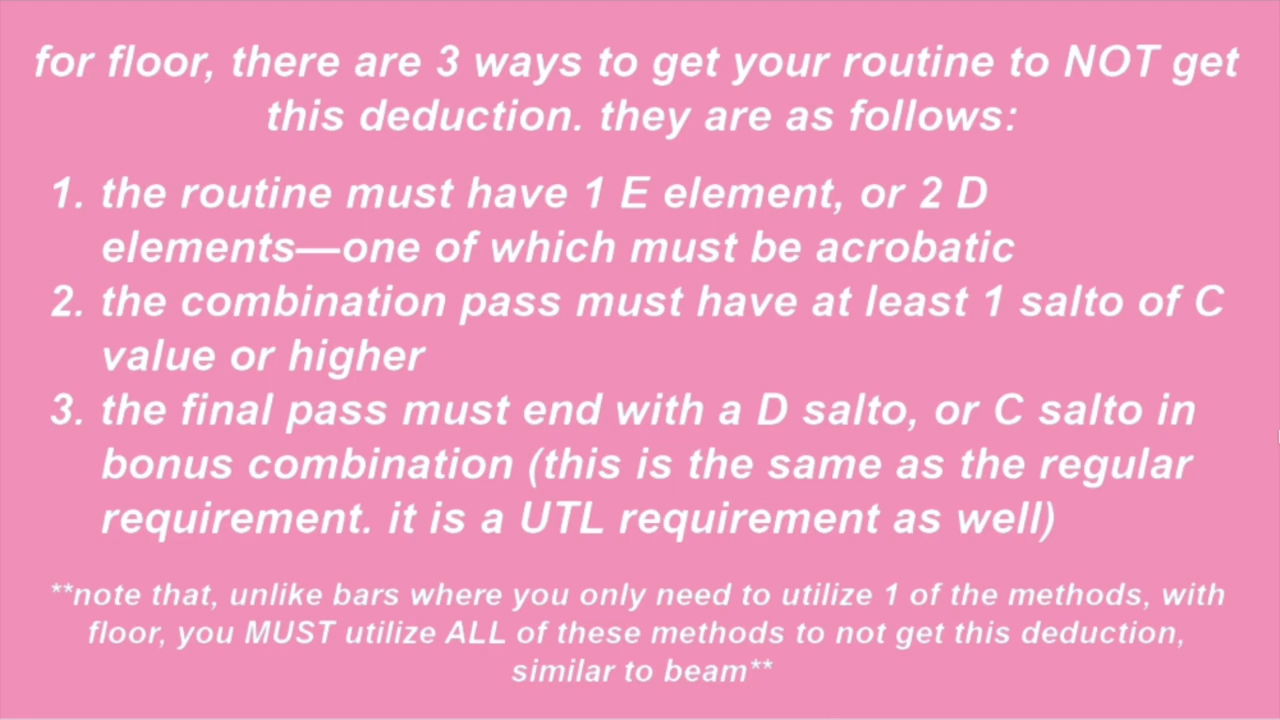 for floor, there are 3 ways to get your routine to NOT get
this deduction. they are as follows:
1. the routine must have 1 E element, or 2 D
elements—one of which must be acrobatic
2. the combination pass must have at least 1 salto of C
value or higher
3. the final pass must end with a D salto, or C salto in
bonus combination (this is the same as the regular
requirement. it is a UTL requirement as well)
**note that, unlike bars where you only need to utilize 1 of the methods, with
floor, you MUST utilize ALL of these methods to not get this deduction,
similar to beam**